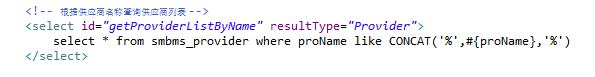 <!-- 根据供应商名称查询供应商列表 -->
<select id="getProviderListByName" resultType="Provider">
select * from smbms_provider where proName like CONCAT('%',#{proName},'%')
</select>